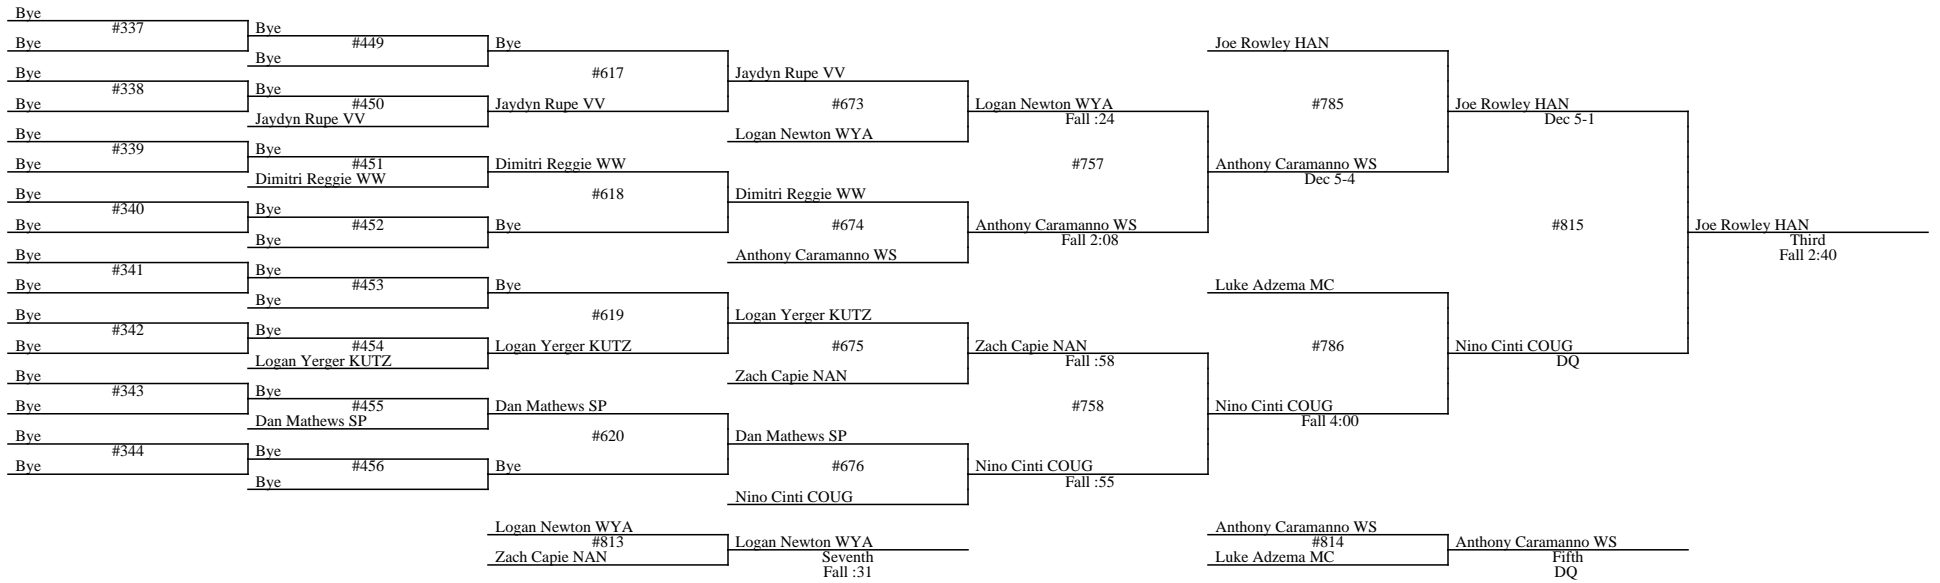 Bye
#337
Bye
Bye
#338
Bye
Bye
#339
Bye
Bye
#340
Bye
Bye
#341
Bye
Bye
#342
Bye
Bye
#343
Bye
Bye
#344
Bye
Bye
#449
Bye
Bye
#450
Jaydyn Rupe VV
Bye
#451
Dimitri Reggie WW
Bye
#452
Bye
Bye
#453
Bye
Bye
#454
Logan Yerger KUTZ
Bye
#455
Dan Mathews SP
Bye
#456
Bye
Bye
#617
Jaydyn Rupe VV
Dimitri Reggie WW
#618
Bye
Bye
#619
Logan Yerger KUTZ
Dan Mathews SP
#620
Bye
Jaydyn Rupe VV
#673
Logan Newton WYA
Dimitri Reggie WW
#674
Anthony Caramanno WS
Logan Yerger KUTZ
#675
Zach Capie NAN
Dan Mathews SP
#676
Nino Cinti COUG
Logan Newton WYA
Fall :24
#757
Anthony Caramanno WS
Fall 2:08
Zach Capie NAN
Fall :58
#758
Nino Cinti COUG
Fall :55
Joe Rowley HAN
#785
Anthony Caramanno WS
Dec 5-4
Luke Adzema MC
#786
Nino Cinti COUG
Fall 4:00
Joe Rowley HAN
Dec 5-1
#815
Nino Cinti COUG
DQ
Joe Rowley HAN
Third
Fall 2:40
Logan Newton WYA
#813
Zach Capie NAN
Logan Newton WYA
Seventh
Fall :31
Anthony Caramanno WS
#814
Luke Adzema MC
Anthony Caramanno WS
Fifth
DQ